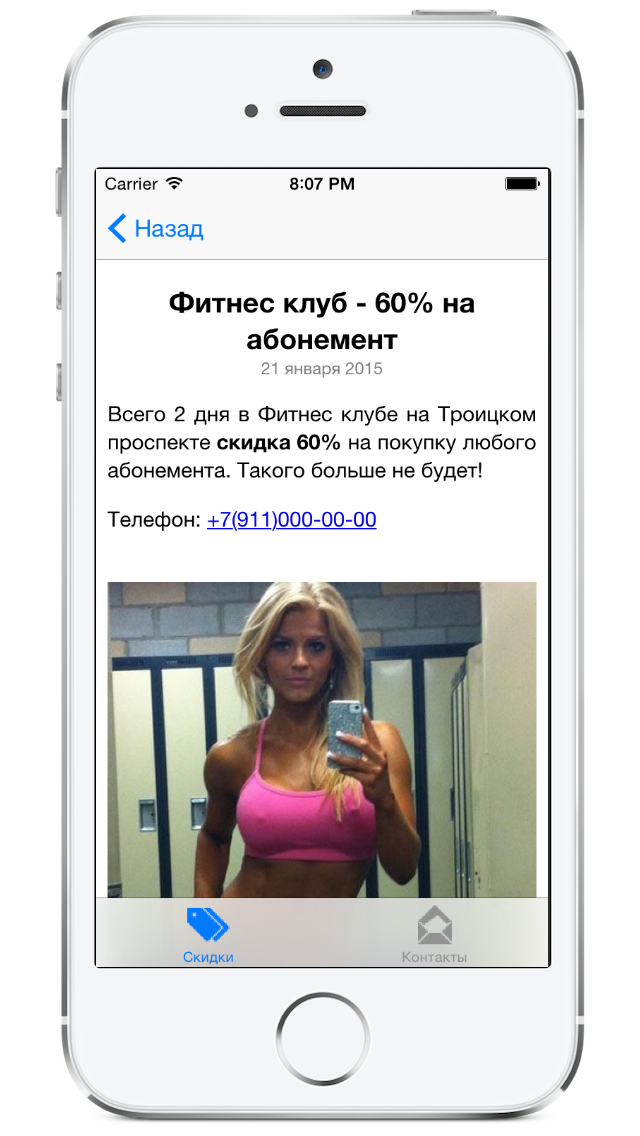 Carrier 8:07 PM
Назад
Фитнес клуб - 60% на
абонемент
21 января 2015
Всего 2 дня в Фитнес клубе на Троицком
проспекте скидка 60% на покупку любого
абонемента. Такого больше не будет!
Телефон: +7(911)000-00-00
Скидки Контакты